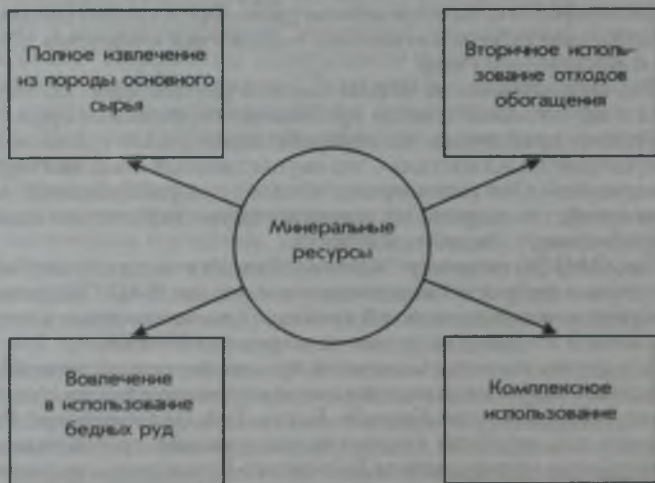 Полное извлечение
из породы основного
сырья
Вторичное исполь-
зование отходов
обогащения
Минеральные
ресурсы
Вовлечение
в использование
бедных руд
Комплексное
использование